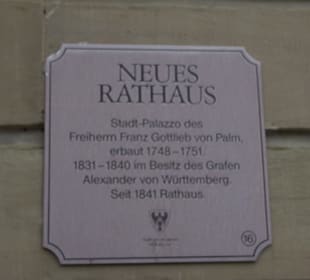 NEUES
RATHAUS
Stadt-Palazzo des
Freiherrn Franz Gottlieb von Palm,
erbaut 1748–1751.
1831–1840 im Besitz des Grafen
Alexander von Württemberg.
Seit 1841 Rathaus.
16